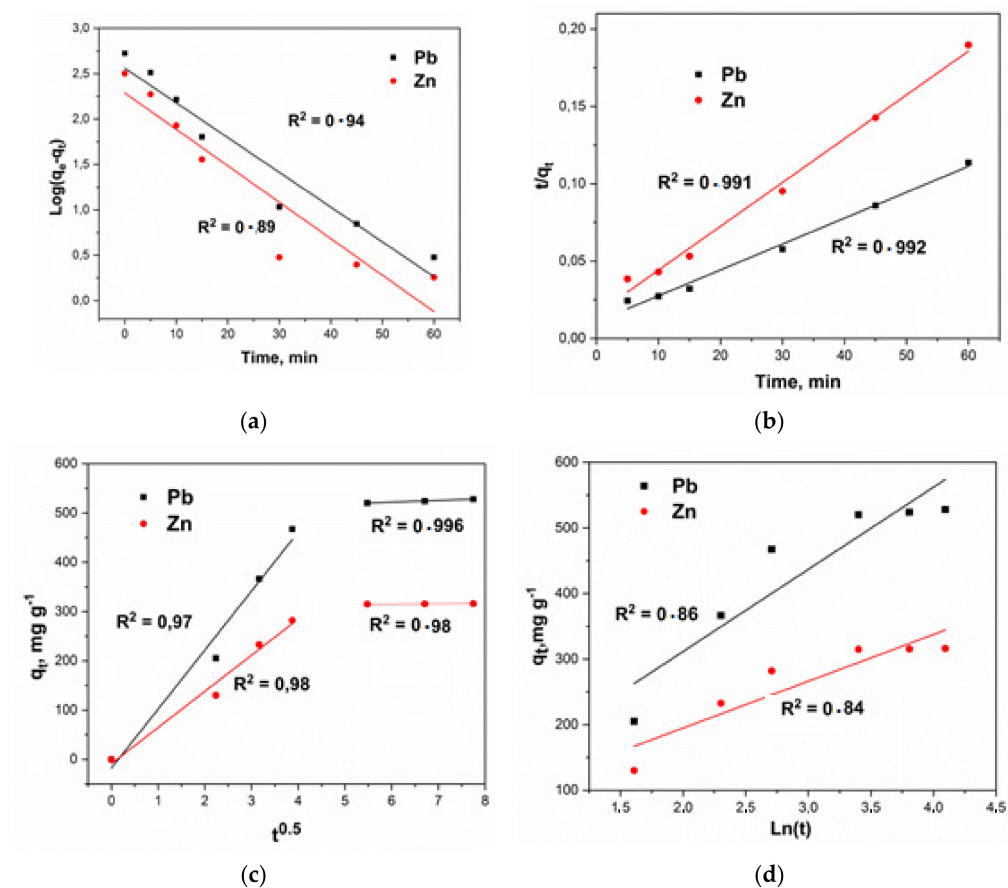 Pb
Zn
R² = 0.94
R² = 0.89
3,0
2,5
2,0
1,5
1,0
0,5
0,0
Log(qₑ-qₜ)
0 10 20 30 40 50 60
Time, min
(a)
Pb
Zn
R² = 0.991
R² = 0.992
0,20
0,15
0,10
0,05
0,00
t/qₜ
0 10 20 30 40 50 60
Time, min
(b)
Pb
Zn
R² = 0.996
R² = 0,97
R² = 0.98
R² = 0,98
600
500
400
300
200
100
0
qₜ, mg g⁻¹
0 1 2 3 4 5 6 7 8
t⁰·⁵
(c)
Pb
Zn
R² = 0.86
R² = 0.84
600
500
400
300
200
100
qₜ,mg g⁻¹
1.5 2.0 2.5 3.0 3.5 4.0 4.5
Ln(t)
(d)